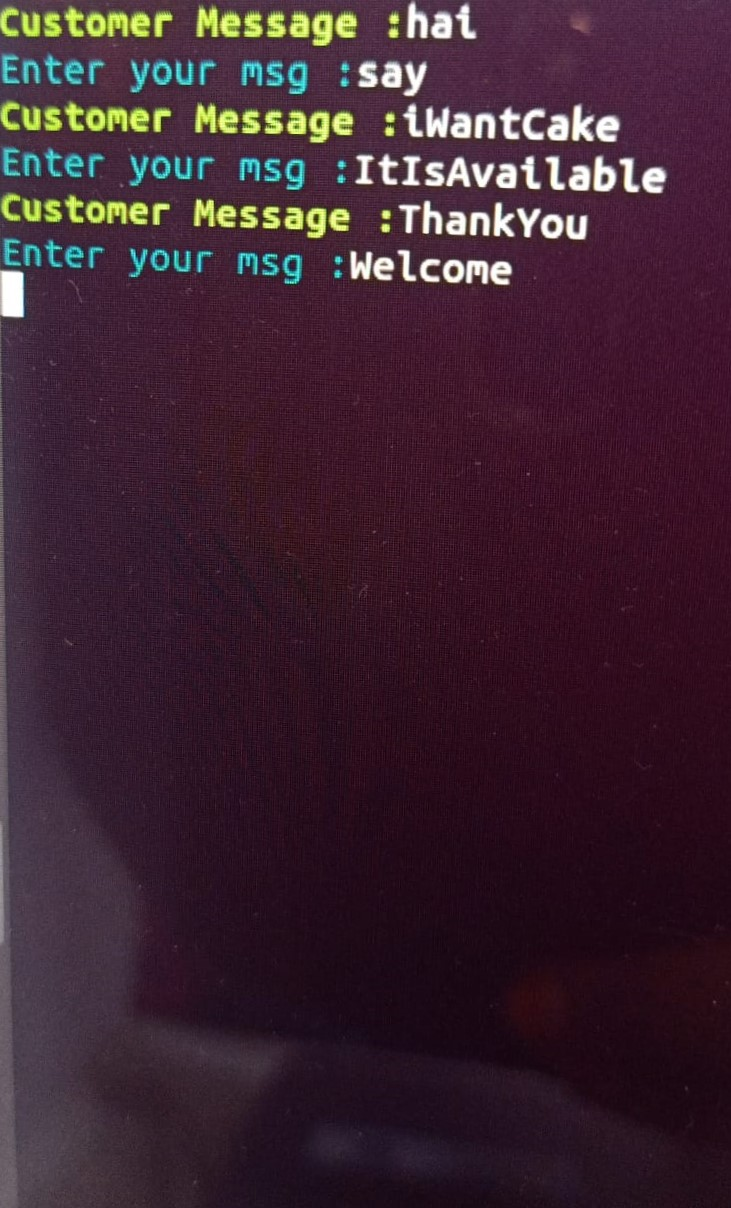 Customer Message :hai
Enter your msg :say
Customer Message :iWantCake
Enter your msg :ItIsAvailable
Customer Message :ThankYou
Enter your msg :Welcome